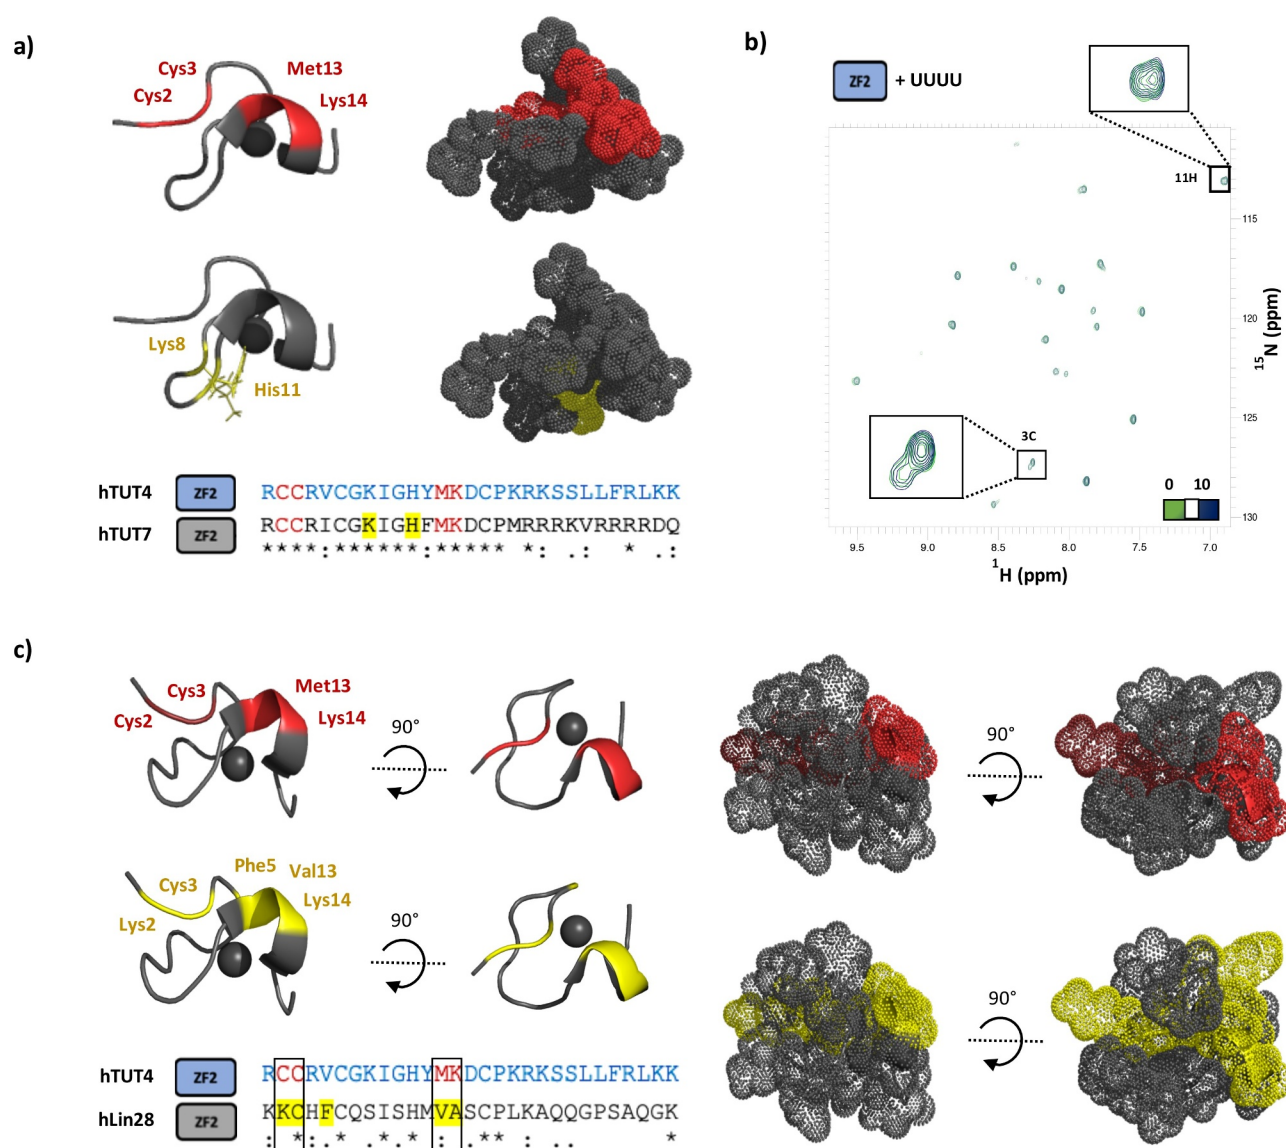 a)
Cys3
Met13
Cys2
Lys14
Lys8
His11
hTUT4 ZF2 RCCRVCGKIGHYMKDCPKRKSSLLFRLKK
hTUT7 ZF2 RCCRICGKIGHFMKDCPMRRRKVRRRRDQ
****:******:***** *: .: * .:
b)
ZF2 + UUUU
11H
3C
0 10
115
120
125
130
15N (ppm)
9.5 9.0 8.5 8.0 7.5 7.0
1H (ppm)
c)
Cys3
Met13
Cys2
Lys14
90°
90°
Phe5
Val13
Cys3
Lys14
Lys2
90°
90°
hTUT4 ZF2 RCCRVCGKIGHYMKDCPKRKSSLLFRLKK
hLin28 ZF2 KKCHFCQSISHMVASCPLKAQQGPSAQGK
: *: .* .*.: : .** : .. *